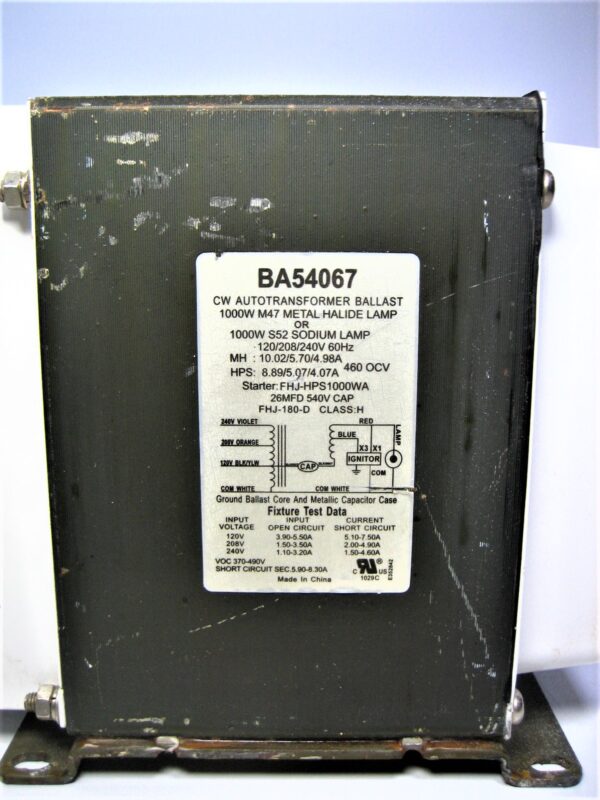 BA54067
CW AUTOTRANSFORMER BALLAST
1000W M47 METAL HALIDE LAMP
OR
1000W S52 SODIUM LAMP
120/208/240V 60Hz
MH : 10.02/5.70/4.98A
HPS: 8.89/5.07/4.07A 460 OCV
Starter:FHJ-HPS1000WA
26MFD 540V CAP
FHJ-180-D CLASS:H
240V VIOLET RED
BLUE LAMP
208V ORANGE X3 X1
IGNITOR
120V BLK/YLW CAP COM
COM WHITE COM WHITE
Ground Ballast Core And Metallic Capacitor Case
Fixture Test Data
INPUT INPUT CURRENT
VOLTAGE OPEN CIRCUIT SHORT CIRCUIT
120V 3.90-5.50A 5.10-7.50A
208V 1.50-3.50A 2.00-4.90A
240V 1.10-3.20A 1.50-4.60A
VOC 370-490V
SHORT CIRCUIT SEC.5.90-8.30A
Made In China
C UL ® US
1029C
E352842